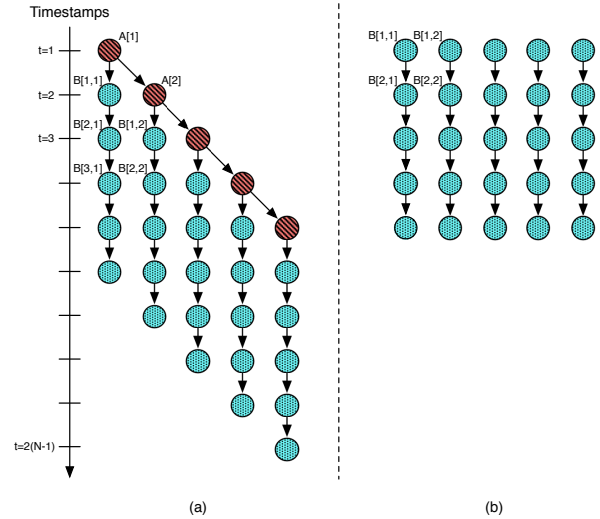 Timestamps
A[1]
t=1
B[1,1] B[1,2]
B[1,1] A[2]
t=2
B[2,1] B[2,2]
B[2,1] B[1,2]
t=3
B[3,1] B[2,2]
t=2(N-1)
(a) (b)